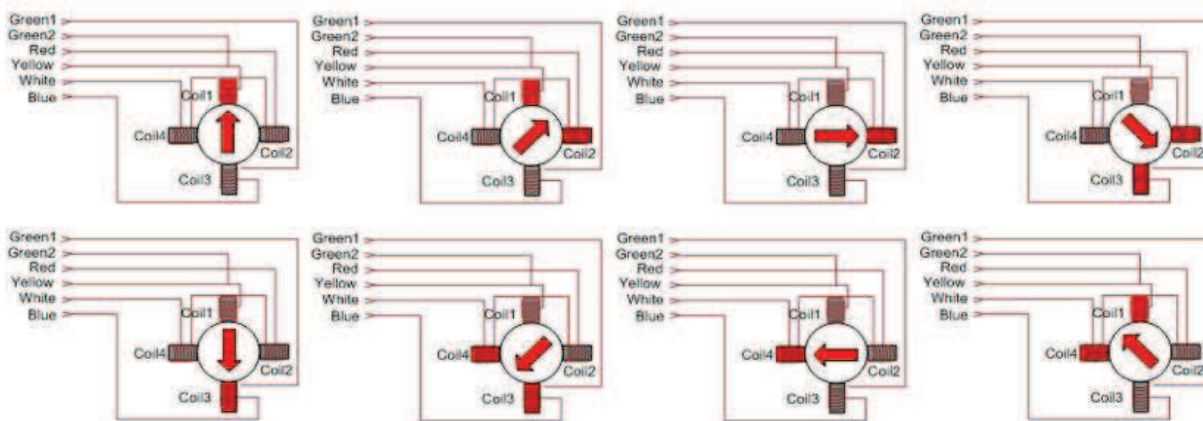 Green1
Green2
Red
Yellow
White
Blue
Coil1
Coil4
Coil2
Coil3
Green1
Green2
Red
Yellow
White
Blue
Coil1
Coil4
Coil2
Coil3
Green1
Green2
Red
Yellow
White
Blue
Coil1
Coil4
Coil2
Coil3
Green1
Green2
Red
Yellow
White
Blue
Coil1
Coil4
Coil2
Coil3
Green1
Green2
Red
Yellow
White
Blue
Coil1
Coil4
Coil2
Coil3
Green1
Green2
Red
Yellow
White
Blue
Coil1
Coil4
Coil2
Coil3
Green1
Green2
Red
Yellow
White
Blue
Coil1
Coil4
Coil2
Coil3
Green1
Green2
Red
Yellow
White
Blue
Coil1
Coil4
Coil2
Coil3